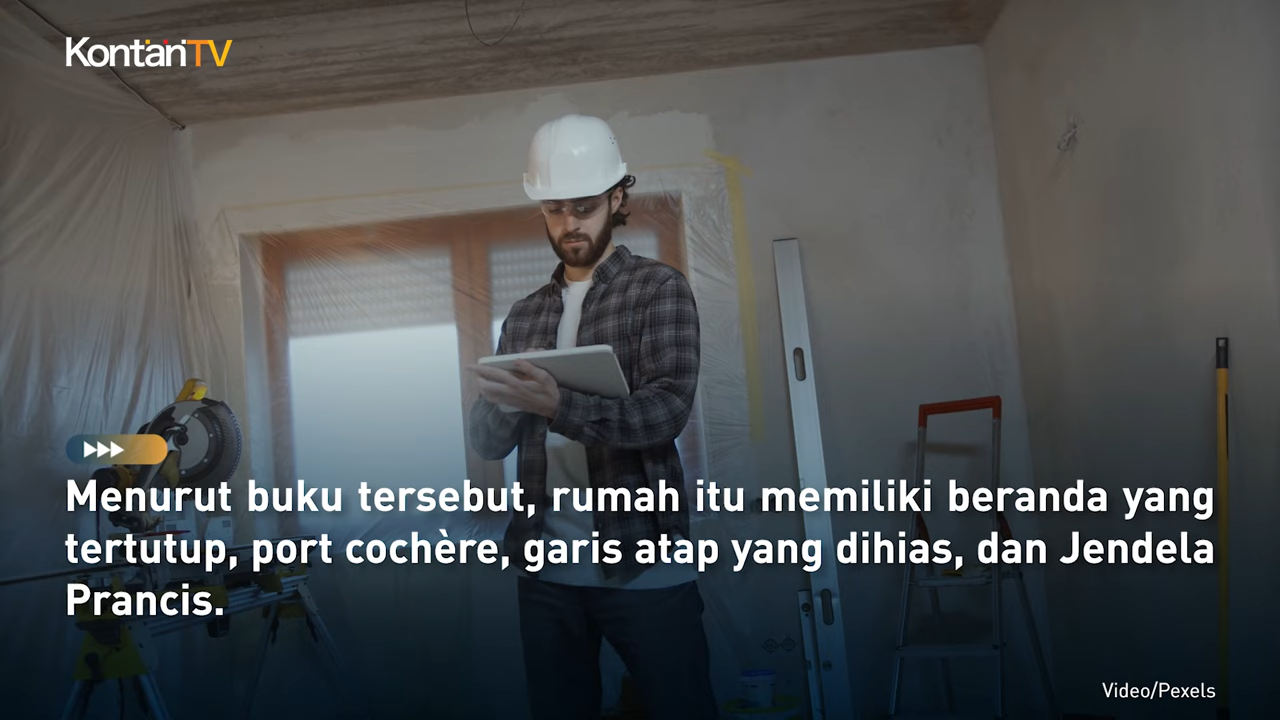 KontanTV
Menurut buku tersebut, rumah itu memiliki beranda yang
tertutup, port cochère, garis atap yang dihias, dan Jendela
Prancis.
Video/Pexels